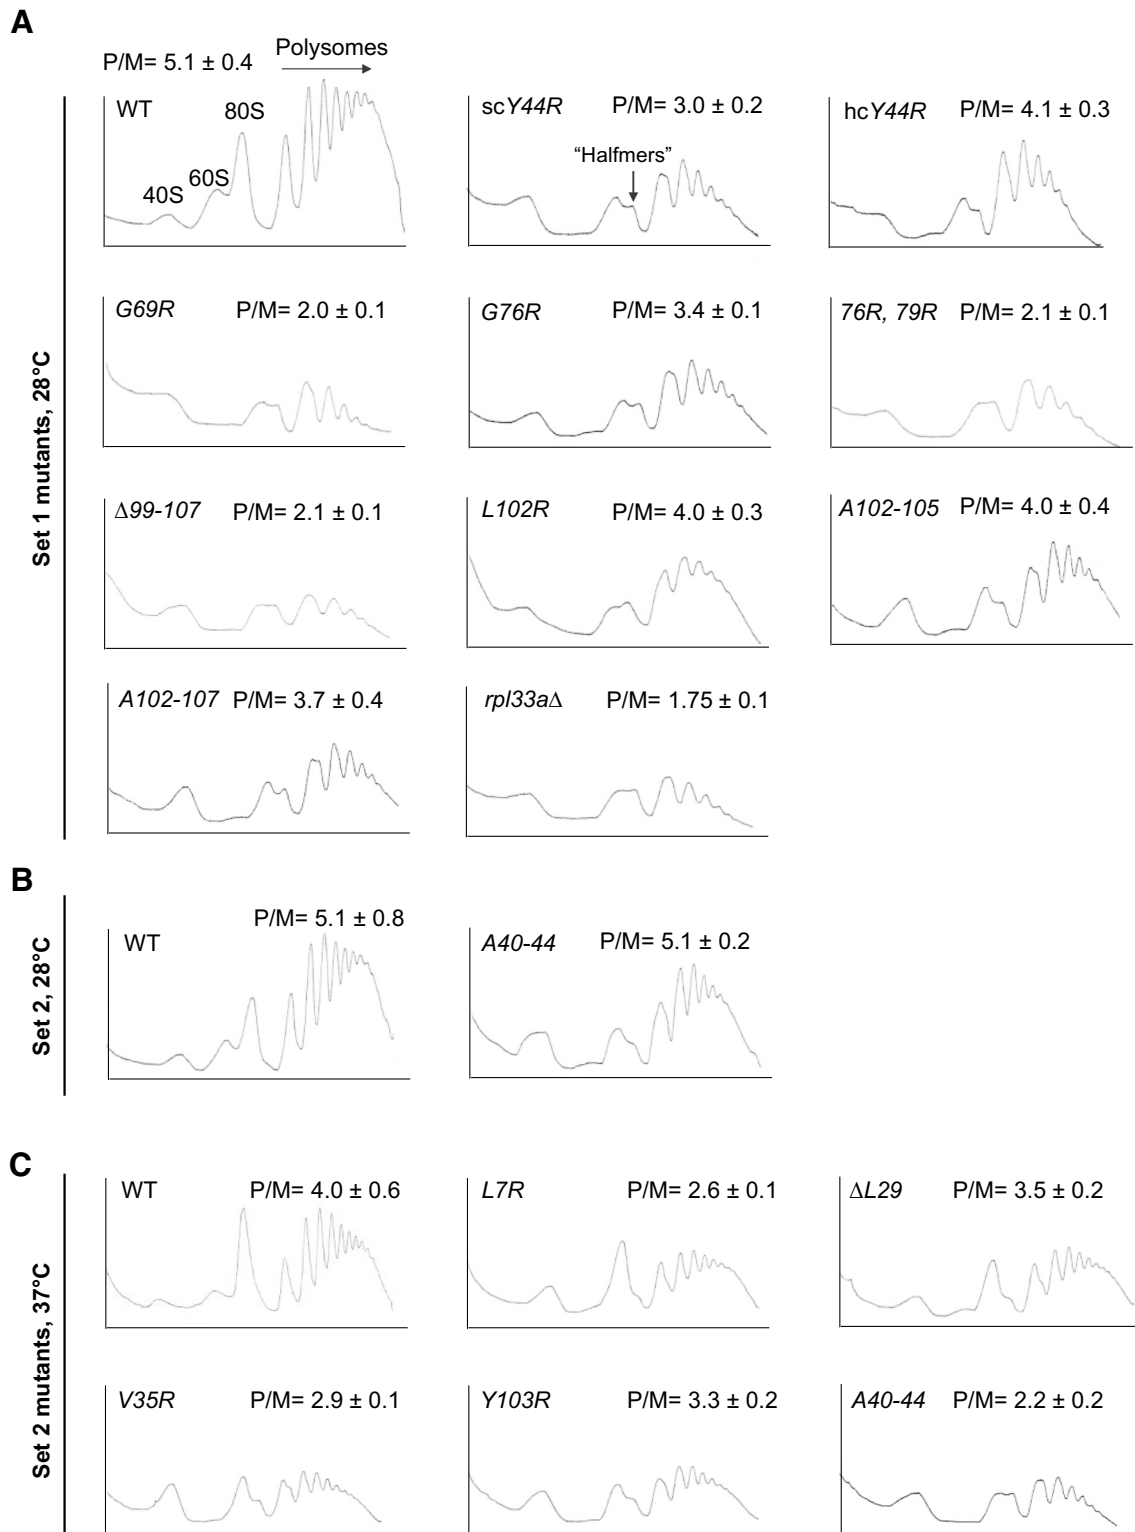 A
P/M= 5.1 ± 0.4
Polysomes
WT
80S
60S
40S
scY44R
P/M= 3.0 ± 0.2
“Halfmers”
hcY44R
P/M= 4.1 ± 0.3
G69R
P/M= 2.0 ± 0.1
G76R
P/M= 3.4 ± 0.1
76R, 79R
P/M= 2.1 ± 0.1
Set 1 mutants, 28°C
Δ99-107
P/M= 2.1 ± 0.1
L102R
P/M= 4.0 ± 0.3
A102-105
P/M= 4.0 ± 0.4
A102-107
P/M= 3.7 ± 0.4
rpl33aΔ
P/M= 1.75 ± 0.1
B
Set 2, 28°C
WT
P/M= 5.1 ± 0.8
A40-44
P/M= 5.1 ± 0.2
C
Set 2 mutants, 37°C
WT
P/M= 4.0 ± 0.6
L7R
P/M= 2.6 ± 0.1
ΔL29
P/M= 3.5 ± 0.2
V35R
P/M= 2.9 ± 0.1
Y103R
P/M= 3.3 ± 0.2
A40-44
P/M= 2.2 ± 0.2